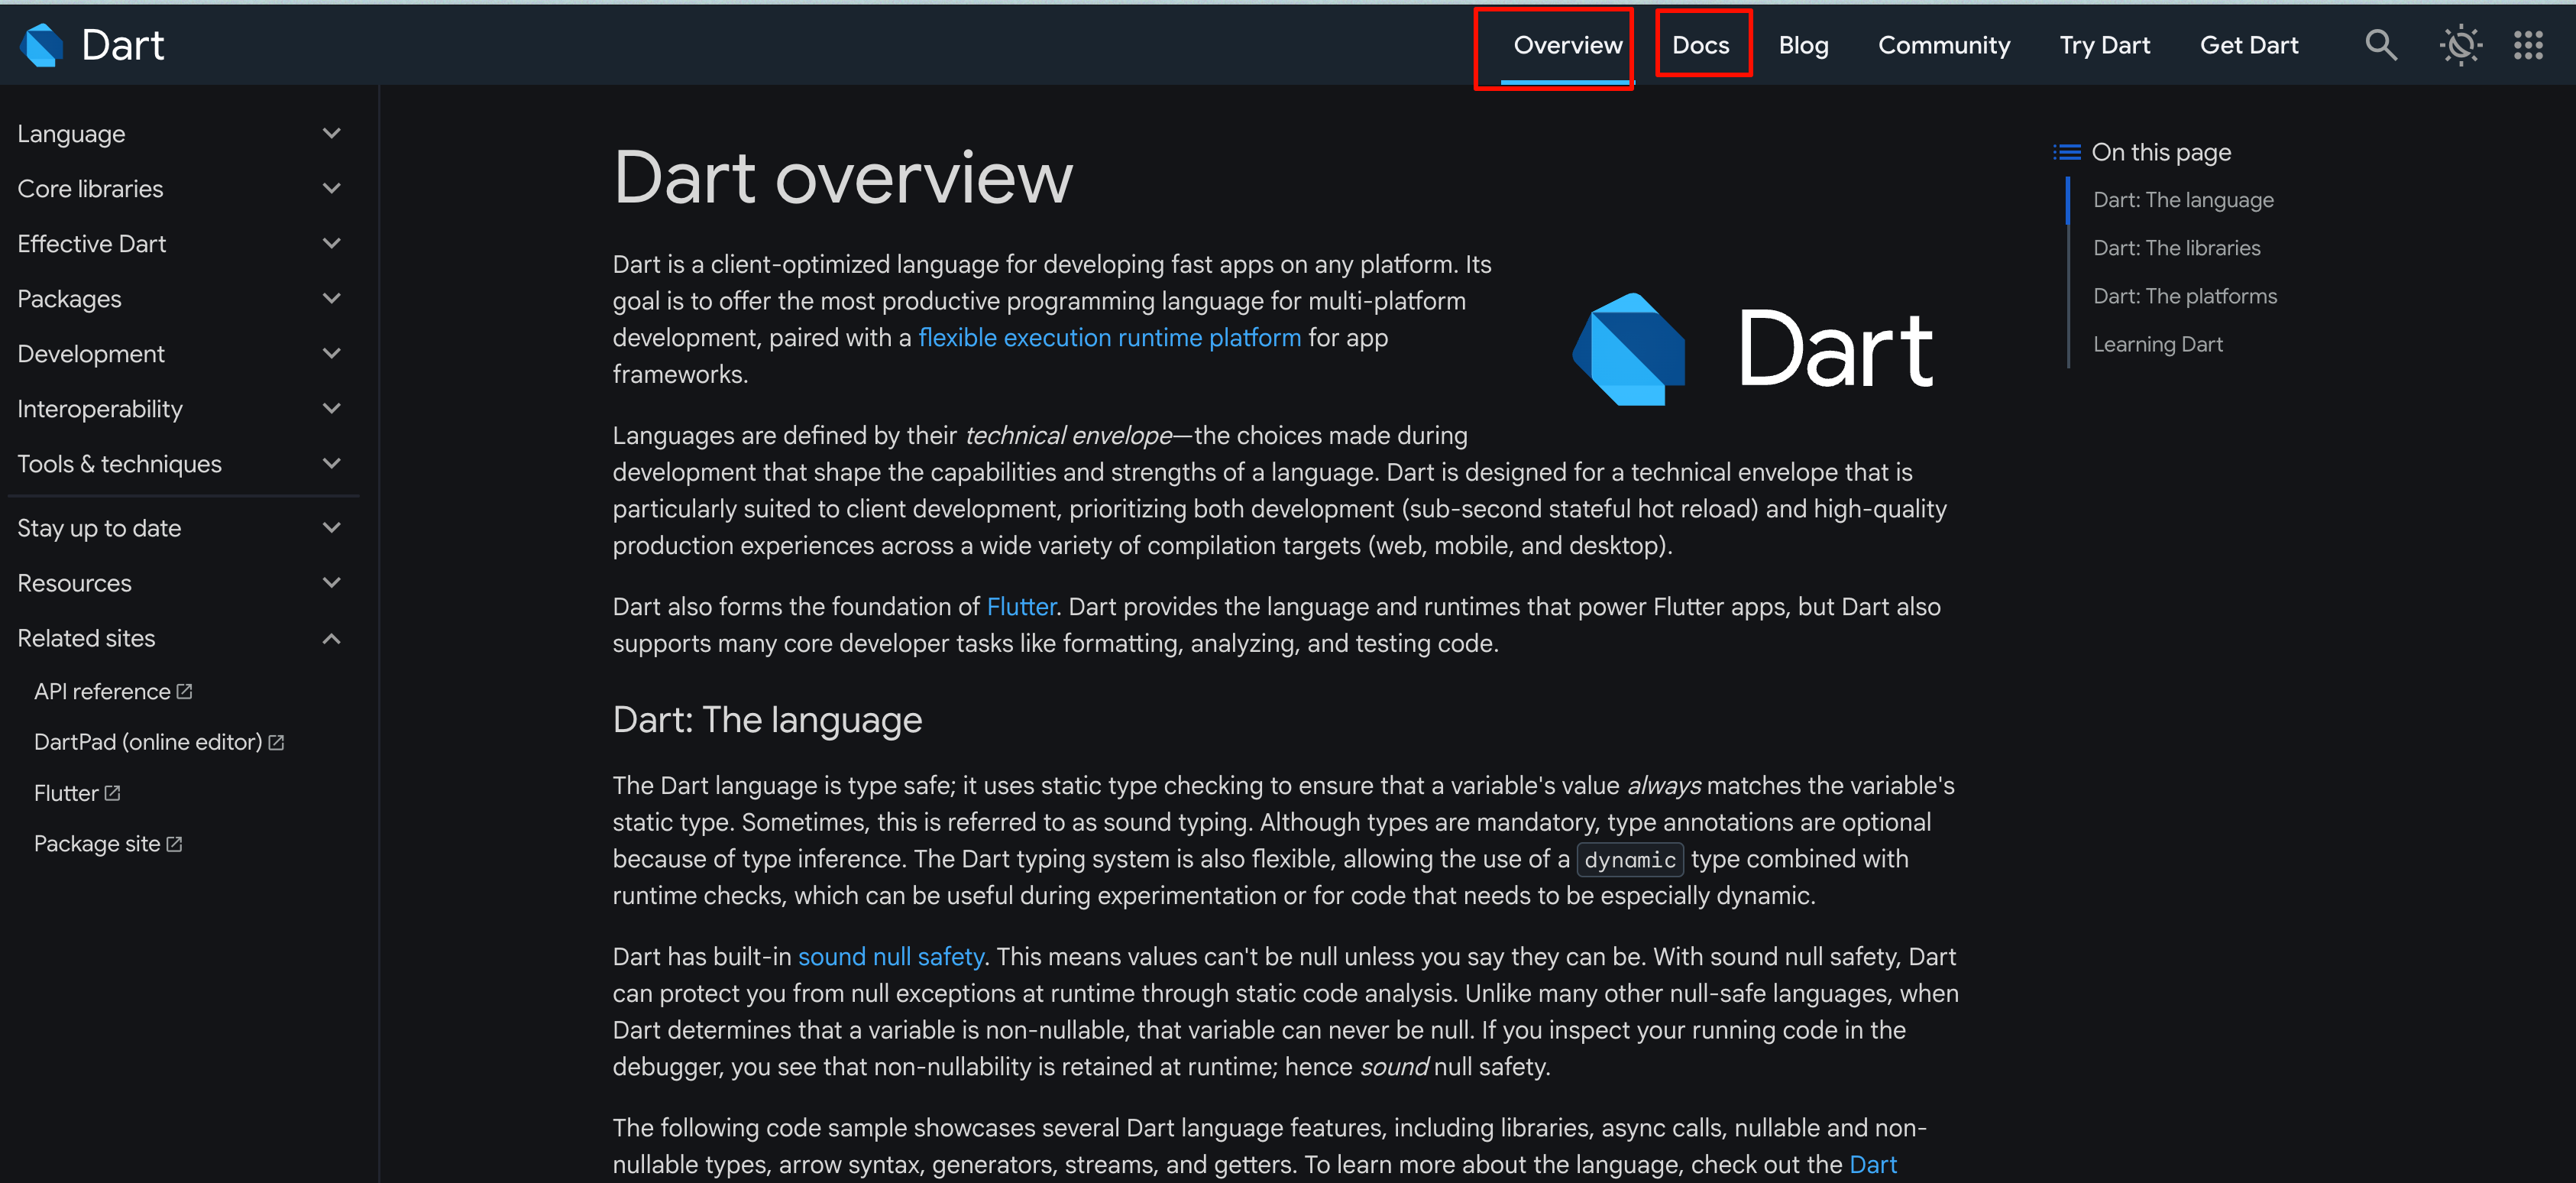 Dart
Overview
Docs
Blog
Community
Try Dart
Get Dart
Language
Core libraries
Effective Dart
Packages
Development
Interoperability
Tools & techniques
Stay up to date
Resources
Related sites
API reference
DartPad (online editor)
Flutter
Package site
Dart overview
Dart is a client-optimized language for developing fast apps on any platform. Its
goal is to offer the most productive programming language for multi-platform
development, paired with a flexible execution runtime platform for app
frameworks.
Dart
Languages are defined by their technical envelope—the choices made during
development that shape the capabilities and strengths of a language. Dart is designed for a technical envelope that is
particularly suited to client development, prioritizing both development (sub-second stateful hot reload) and high-quality
production experiences across a wide variety of compilation targets (web, mobile, and desktop).
Dart also forms the foundation of Flutter. Dart provides the language and runtimes that power Flutter apps, but Dart also
supports many core developer tasks like formatting, analyzing, and testing code.
Dart: The language
The Dart language is type safe; it uses static type checking to ensure that a variable's value always matches the variable's
static type. Sometimes, this is referred to as sound typing. Although types are mandatory, type annotations are optional
because of type inference. The Dart typing system is also flexible, allowing the use of a dynamic type combined with
runtime checks, which can be useful during experimentation or for code that needs to be especially dynamic.
Dart has built-in sound null safety. This means values can't be null unless you say they can be. With sound null safety, Dart
can protect you from null exceptions at runtime through static code analysis. Unlike many other null-safe languages, when
Dart determines that a variable is non-nullable, that variable can never be null. If you inspect your running code in the
debugger, you see that non-nullability is retained at runtime; hence sound null safety.
The following code sample showcases several Dart language features, including libraries, async calls, nullable and non-
nullable types, arrow syntax, generators, streams, and getters. To learn more about the language, check out the Dart
On this page
Dart: The language
Dart: The libraries
Dart: The platforms
Learning Dart